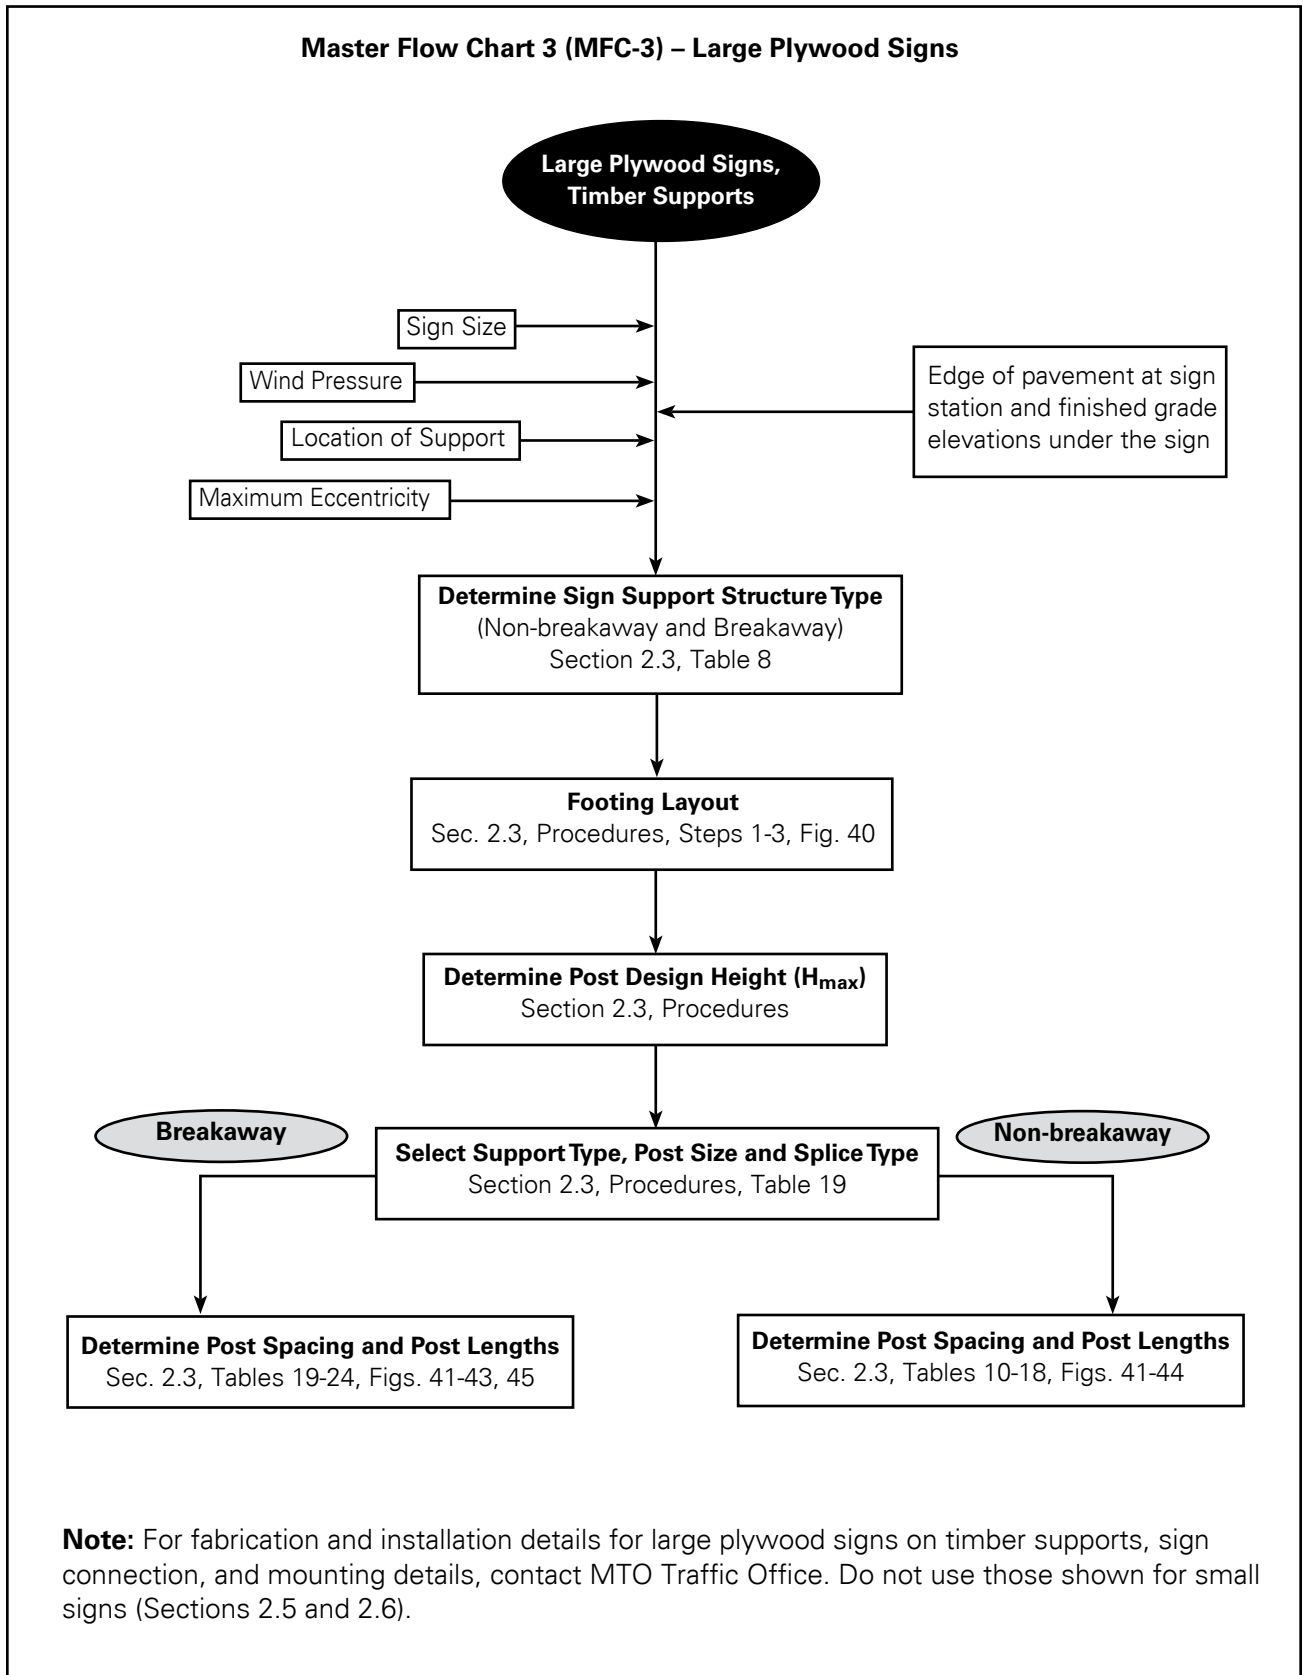 Master Flow Chart 3 (MFC-3) – Large Plywood Signs
Large Plywood Signs,
Timber Supports
Sign Size
Wind Pressure
Location of Support
Maximum Eccentricity
Edge of pavement at sign
station and finished grade
elevations under the sign
Determine Sign Support Structure Type
(Non-breakaway and Breakaway)
Section 2.3, Table 8
Footing Layout
Sec. 2.3, Procedures, Steps 1-3, Fig. 40
Determine Post Design Height (Hmax)
Section 2.3, Procedures
Breakaway
Select Support Type, Post Size and Splice Type
Section 2.3, Procedures, Table 19
Non-breakaway
Determine Post Spacing and Post Lengths
Sec. 2.3, Tables 19-24, Figs. 41-43, 45
Determine Post Spacing and Post Lengths
Sec. 2.3, Tables 10-18, Figs. 41-44
Note: For fabrication and installation details for large plywood signs on timber supports, sign
connection, and mounting details, contact MTO Traffic Office. Do not use those shown for small
signs (Sections 2.5 and 2.6).